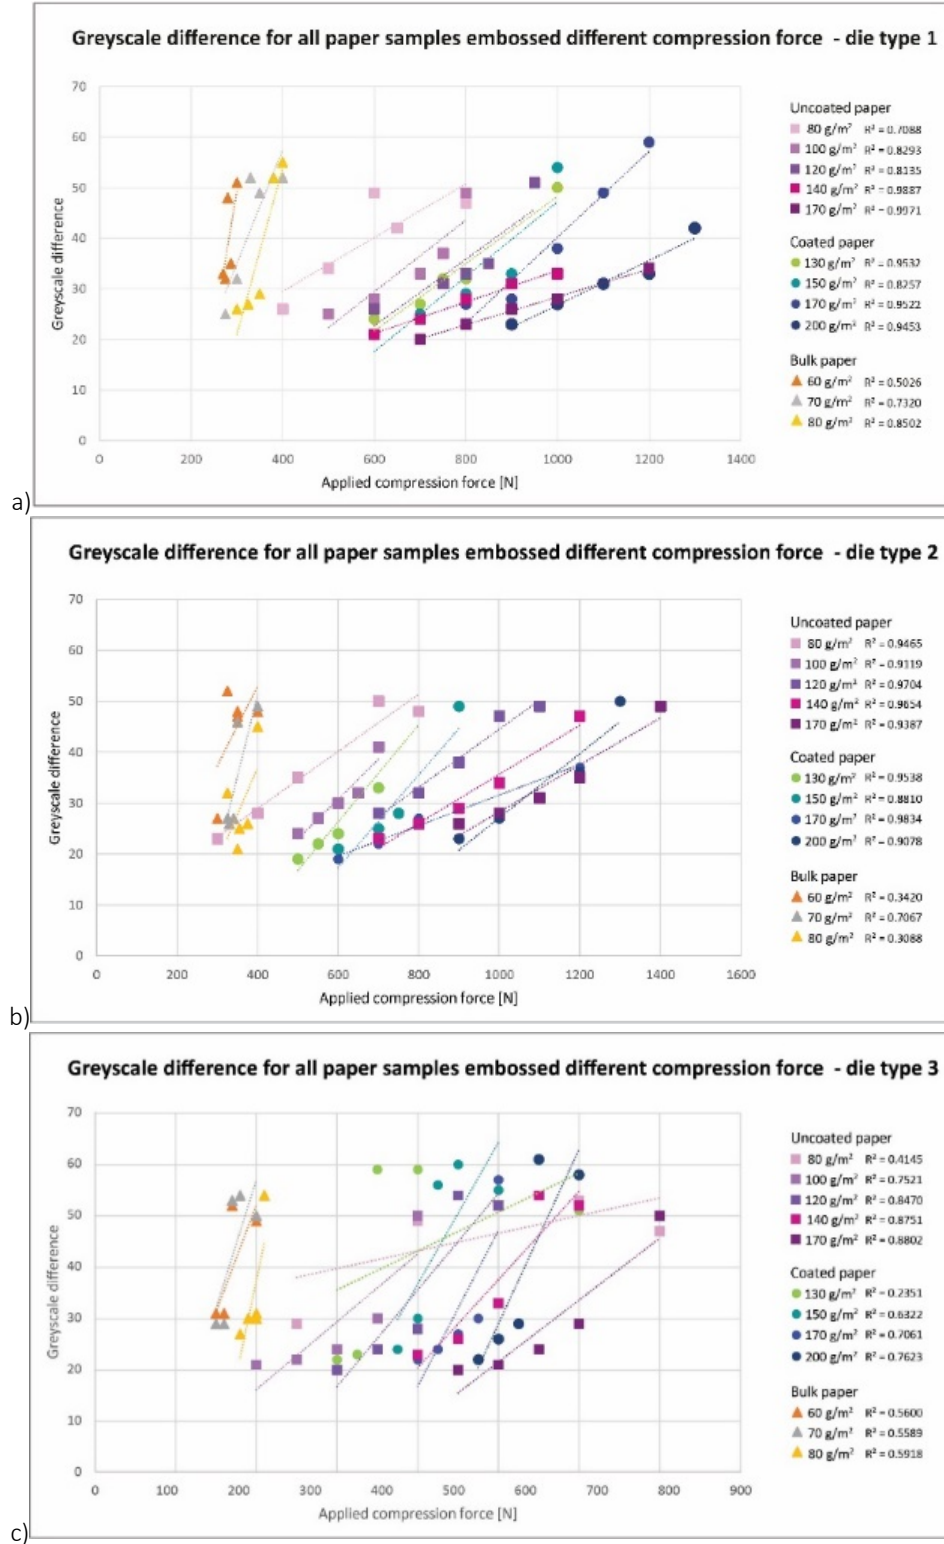 Greyscale difference for all paper samples embossed different compression force - die type 1
70
60
50
40
30
20
10
0
Greyscale difference
0 200 400 600 800 1000 1200 1400
Applied compression force [N]
Uncoated paper
80 g/m² R² = 0.7088
100 g/m² R² = 0.8293
120 g/m² R² = 0.8135
140 g/m² R² = 0.9887
170 g/m² R² = 0.9971
Coated paper
130 g/m² R² = 0.9532
150 g/m² R² = 0.8257
170 g/m² R² = 0.9522
200 g/m² R² = 0.9453
Bulk paper
60 g/m² R² = 0.5026
70 g/m² R² = 0.7320
80 g/m² R² = 0.8502
a)
Greyscale difference for all paper samples embossed different compression force - die type 2
70
60
50
40
30
20
10
0
Greyscale difference
0 200 400 600 800 1000 1200 1400 1600
Applied compression force [N]
Uncoated paper
80 g/m² R² = 0.9465
100 g/m² R² = 0.9119
120 g/m² R² = 0.9704
140 g/m² R² = 0.9654
170 g/m² R² = 0.9387
Coated paper
130 g/m² R² = 0.9538
150 g/m² R² = 0.8810
170 g/m² R² = 0.9834
200 g/m² R² = 0.9078
Bulk paper
60 g/m² R² = 0.3420
70 g/m² R² = 0.7067
80 g/m² R² = 0.3088
b)
Greyscale difference for all paper samples embossed different compression force - die type 3
70
60
50
40
30
20
10
0
Greyscale difference
0 100 200 300 400 500 600 700 800 900
Applied compression force [N]
Uncoated paper
80 g/m² R² = 0.4145
100 g/m² R² = 0.7521
120 g/m² R² = 0.8470
140 g/m² R² = 0.8751
170 g/m² R² = 0.8802
Coated paper
130 g/m² R² = 0.2351
150 g/m² R² = 0.6322
170 g/m² R² = 0.7061
200 g/m² R² = 0.7623
Bulk paper
60 g/m² R² = 0.5600
70 g/m² R² = 0.5589
80 g/m² R² = 0.5918
c)